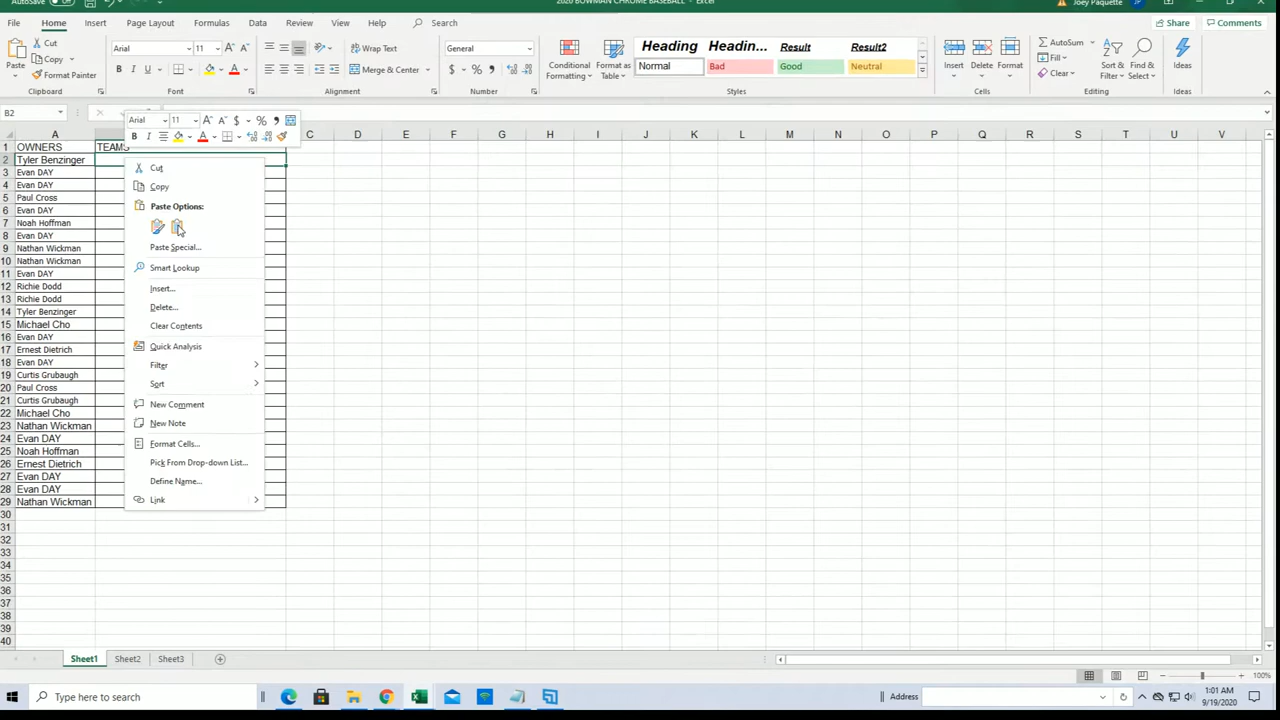 AutoSave
2020 BOWMAN CHROME BASEBALL - Excel
Joey Paquette
JP
File Home Insert Page Layout Formulas Data Review View Help Search
Share Comments
Paste
Cut
Copy
Format Painter
Arial 11
Wrap Text
Merge & Center
General
Conditional Formatting
Format as Table
Heading Headin... Result Result2
Normal Bad Good Neutral
Insert Delete Format
AutoSum
Fill
Clear
Sort & Filter
Find & Select
Ideas
Clipboard Font Alignment Number Styles Cells Editing Ideas
B2
Arial 11
A C D E F G H I J K L M N O P Q R S T U V
1 OWNERS TEAMS
2 Tyler Benzinger
3 Evan DAY
4 Evan DAY
5 Paul Cross
6 Evan DAY
7 Noah Hoffman
8 Evan DAY
9 Nathan Wickman
10 Nathan Wickman
11 Evan DAY
12 Richie Dodd
13 Richie Dodd
14 Tyler Benzinger
15 Michael Cho
16 Evan DAY
17 Ernest Dietrich
18 Evan DAY
19 Curtis Grubaugh
20 Paul Cross
21 Curtis Grubaugh
22 Michael Cho
23 Nathan Wickman
24 Evan DAY
25 Noah Hoffman
26 Ernest Dietrich
27 Evan DAY
28 Evan DAY
29 Nathan Wickman
30
31
32
33
34
35
36
37
38
39
40
Cut
Copy
Paste Options:
Paste Special...
Smart Lookup
Insert...
Delete...
Clear Contents
Quick Analysis
Filter
Sort
New Comment
New Note
Format Cells...
Pick From Drop-down List...
Define Name...
Link
Sheet1 Sheet2 Sheet3
100%
Type here to search
Address
1:01 AM
9/19/2020